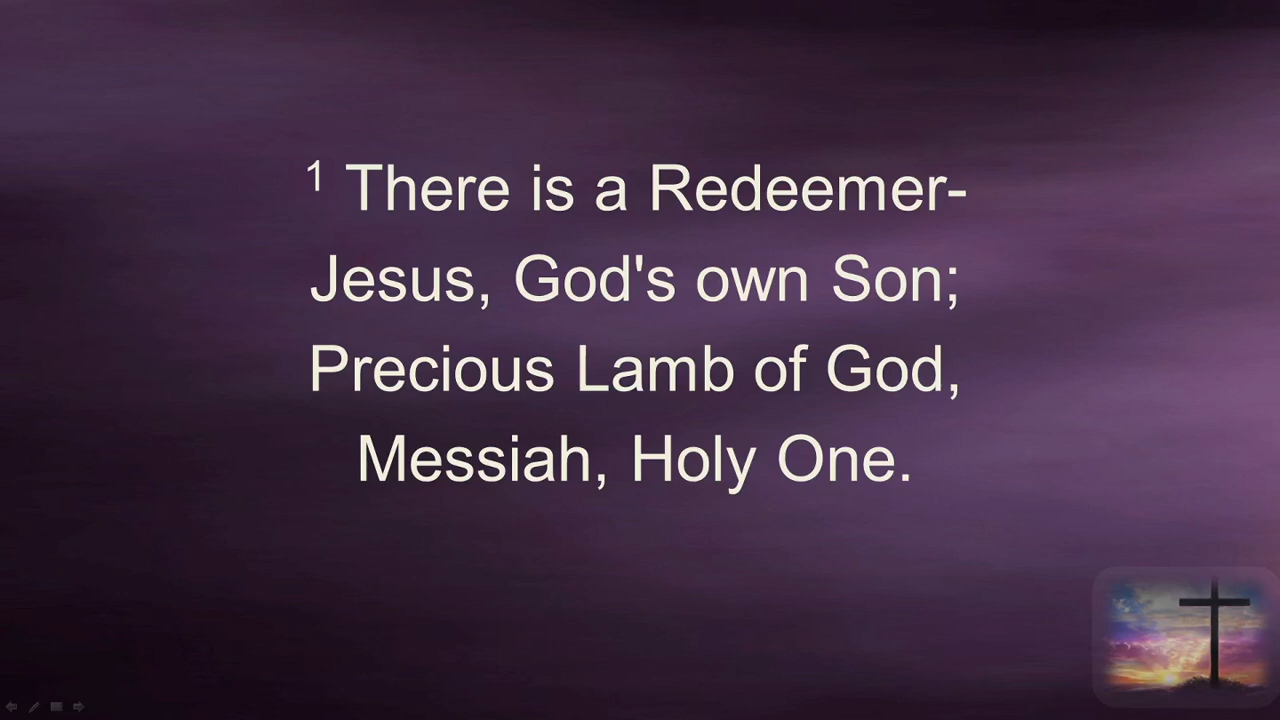 1 There is a Redeemer-
Jesus, God's own Son;
Precious Lamb of God,
Messiah, Holy One.